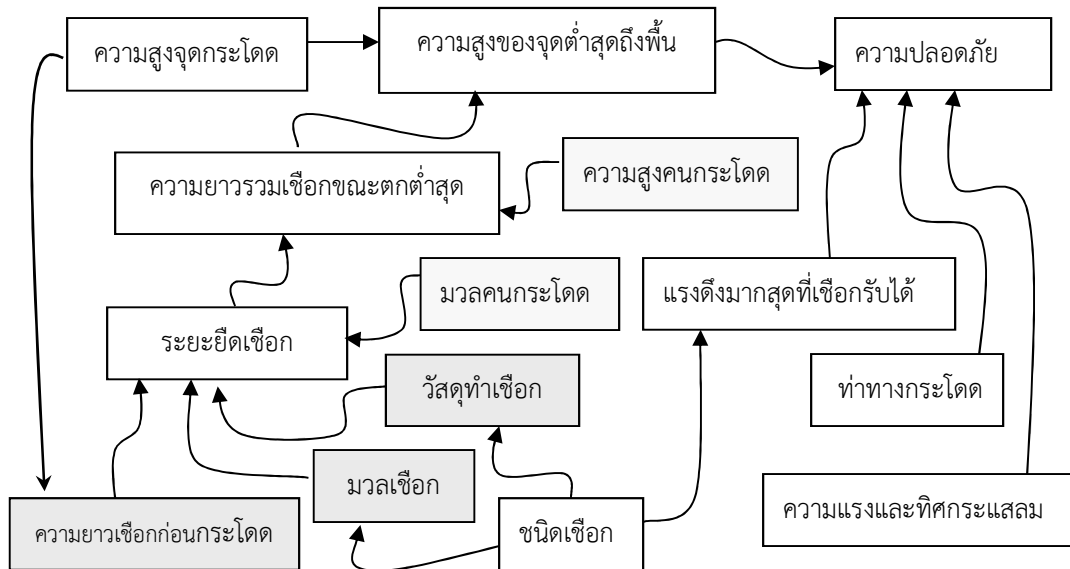 ความสูงจุดกระโดด
ความสูงของจุดต่ำสุดถึงพื้น
ความปลอดภัย
ความยาวรวมเชือกขณะตกต่ำสุด
ความสูงคนกระโดด
มวลคนกระโดด
แรงดึงมากสุดที่เชือกรับได้
ระยะยืดเชือก
วัสดุทำเชือก
ท่าทางกระโดด
มวลเชือก
ความยาวเชือกก่อนกระโดด
ชนิดเชือก
ความแรงและทิศกระแสลม